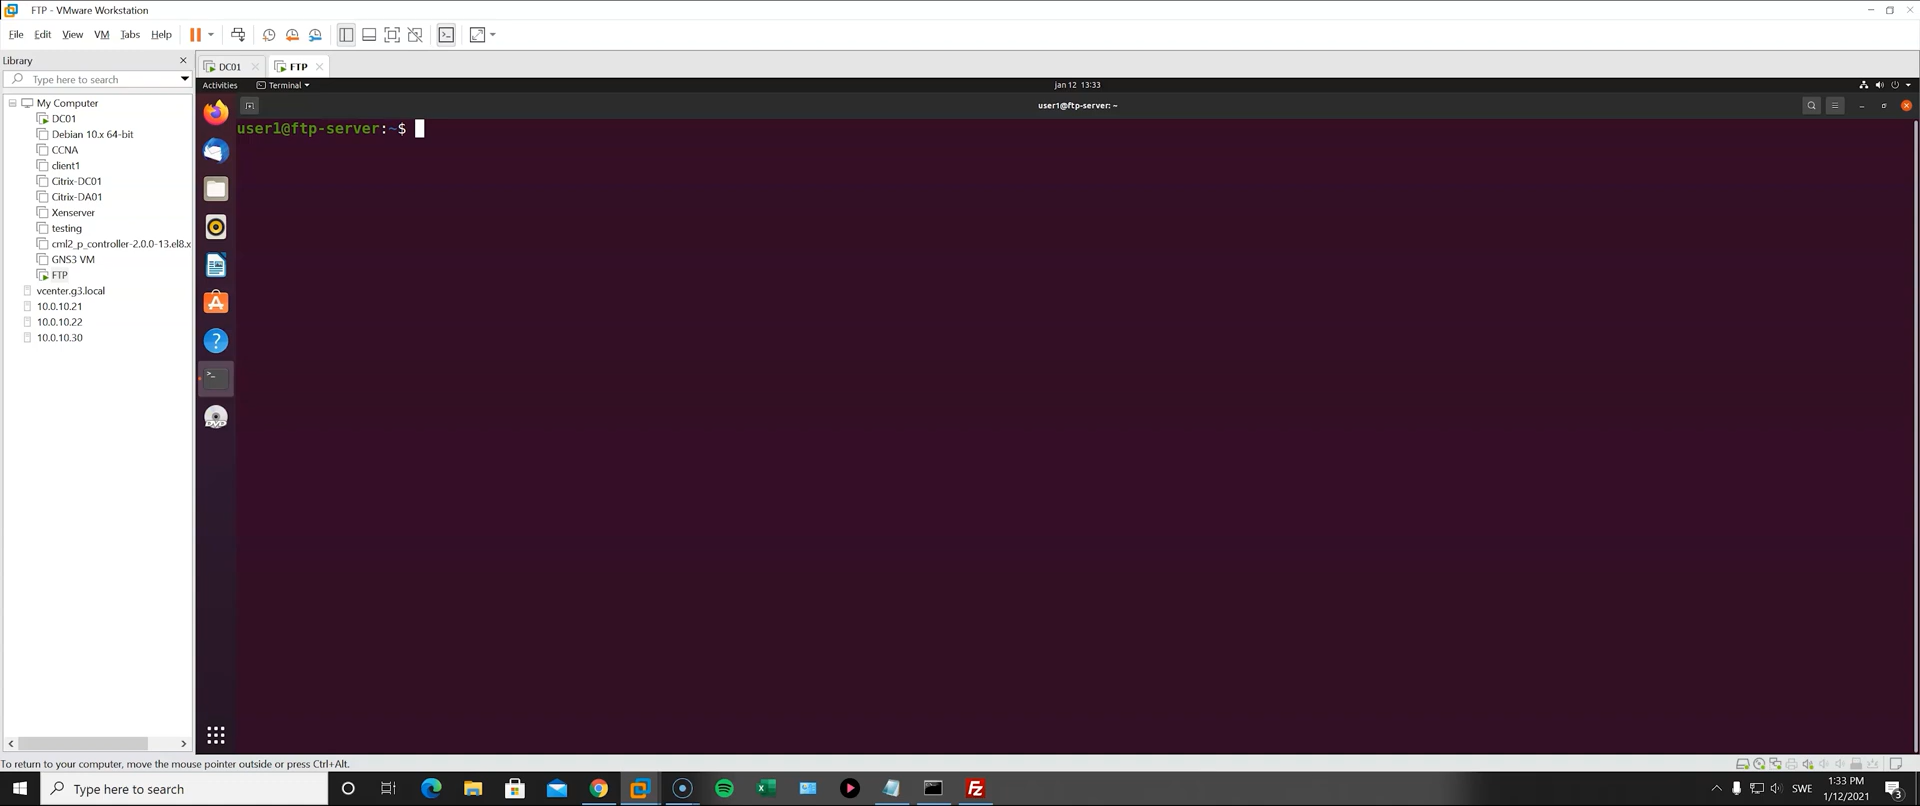 FTP - VMware Workstation
File Edit View VM Tabs Help
Library
Type here to search
DC01 FTP
Activities Terminal jan 12 13:33
user1@ftp-server: ~
user1@ftp-server:~$
My Computer
DC01
Debian 10.x 64-bit
CCNA
client1
Citrix-DC01
Citrix-DA01
Xenserver
testing
cml2_p_controller-2.0.0-13.el8.x
GNS3 VM
FTP
vcenter.g3.local
10.0.10.21
10.0.10.22
10.0.10.30
DVD
To return to your computer, move the mouse pointer outside or press Ctrl+Alt.
Type here to search
SWE
1:33 PM
1/12/2021
3